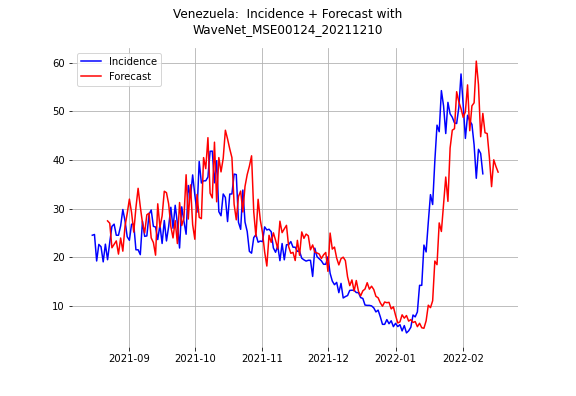 Venezuela:  Incidence + Forecast with
WaveNet_MSE00124_20211210
Incidence
Forecast
60
50
40
30
20
10
2021-09 2021-10 2021-11 2021-12 2022-01 2022-02